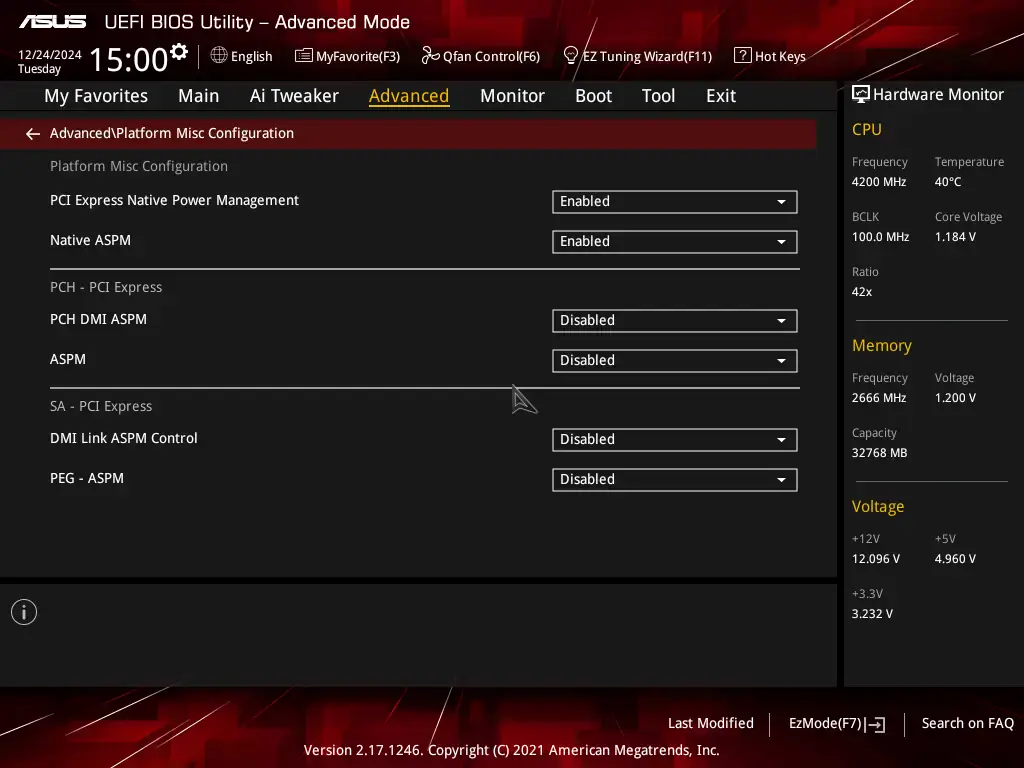 ASUS UEFI BIOS Utility – Advanced Mode
12/24/2024
Tuesday
15:00
English
MyFavorite(F3)
Qfan Control(F6)
EZ Tuning Wizard(F11)
? Hot Keys
My Favorites Main Ai Tweaker Advanced Monitor Boot Tool Exit
Advanced\Platform Misc Configuration
Platform Misc Configuration
PCI Express Native Power Management Enabled
Native ASPM Enabled
PCH - PCI Express
PCH DMI ASPM Disabled
ASPM Disabled
SA - PCI Express
DMI Link ASPM Control Disabled
PEG - ASPM Disabled
Hardware Monitor
CPU
Frequency Temperature
4200 MHz 40°C
BCLK Core Voltage
100.0 MHz 1.184 V
Ratio
42x
Memory
Frequency Voltage
2666 MHz 1.200 V
Capacity
32768 MB
Voltage
+12V +5V
12.096 V 4.960 V
+3.3V
3.232 V
Last Modified
EzMode(F7)
Search on FAQ
Version 2.17.1246. Copyright (C) 2021 American Megatrends, Inc.